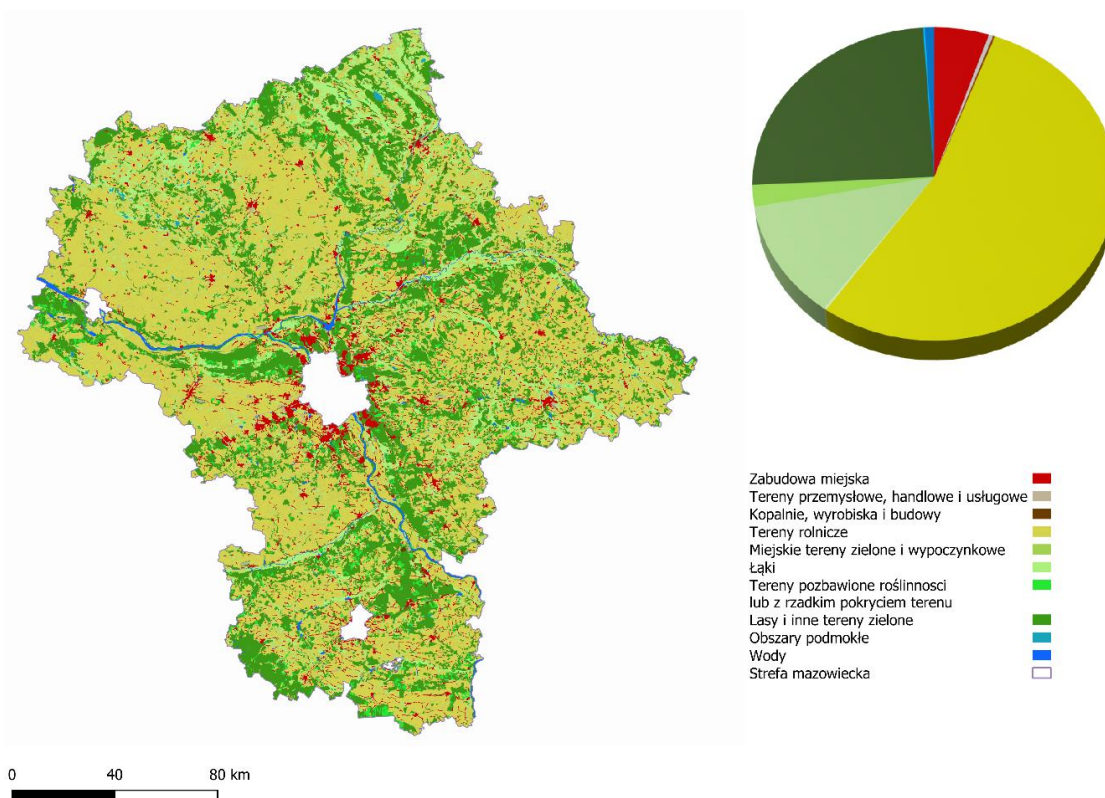 Zabudowa miejska
Tereny przemysłowe, handlowe i usługowe
Kopalnie, wyrobiska i budowy
Tereny rolnicze
Miejskie tereny zielone i wypoczynkowe
Łąki
Tereny pozbawione roślinnosci
lub z rzadkim pokryciem terenu
Lasy i inne tereny zielone
Obszary podmokłe
Wody
Strefa mazowiecka
0 40 80 km